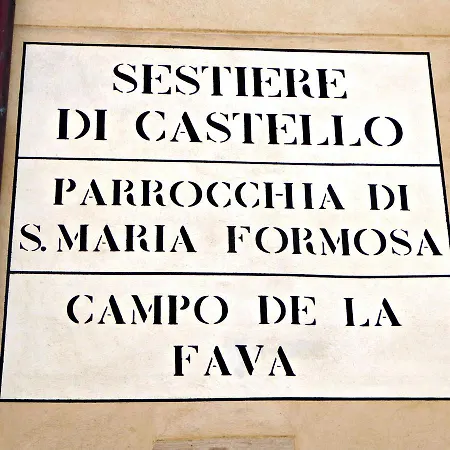 SESTIERE
DI CASTELLO
PARROCCHIA DI
S. MARIA FORMOSA
CAMPO DE LA
FAVA